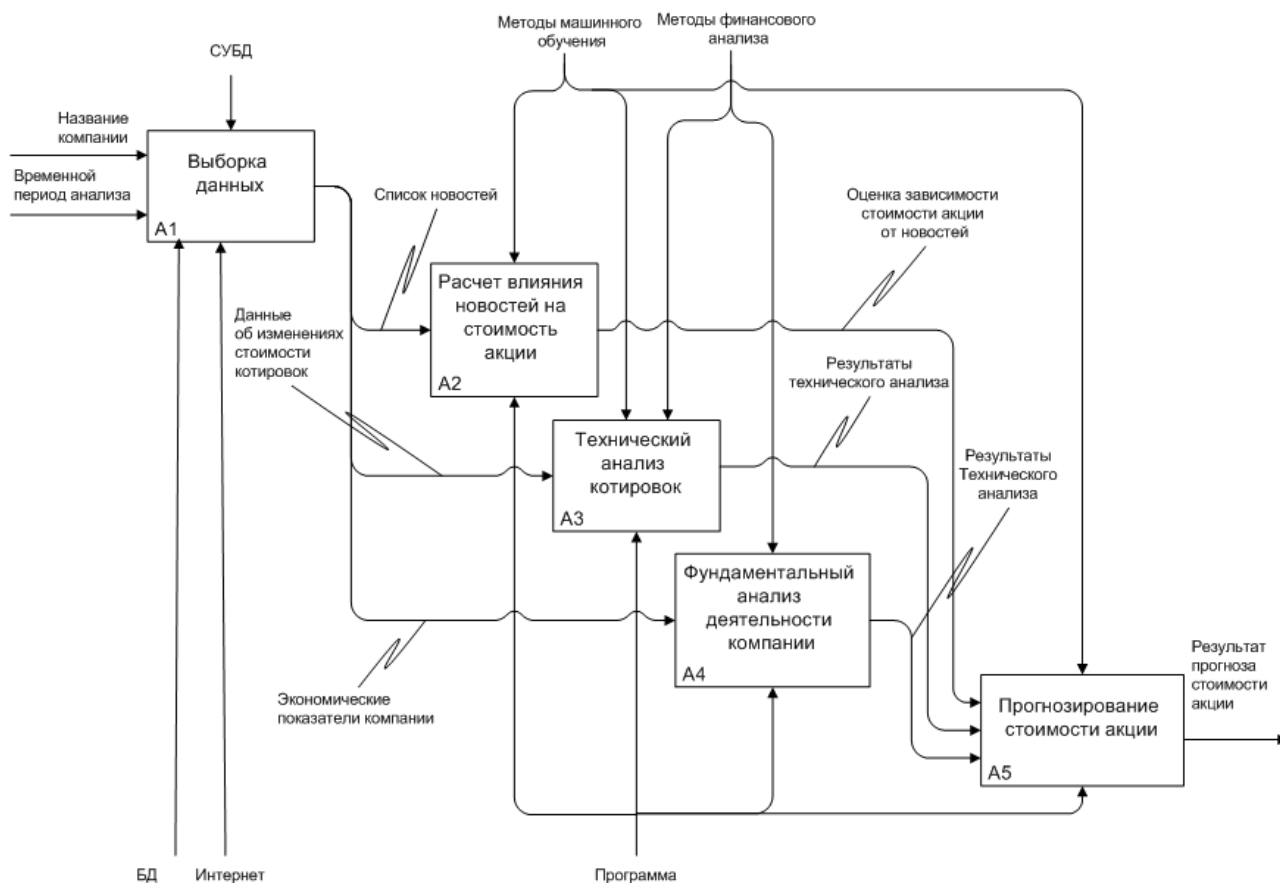 Методы машинного
обучения
Методы финансового
анализа
СУБД
Название
компании
Временной
период анализа
Выборка
данных
A1
Список новостей
Оценка зависимости
стоимости акции
от новостей
Расчет влияния
новостей на
стоимость
акции
A2
Данные
об изменениях
стоимости
котировок
Результаты
технического анализа
Технический
анализ
котировок
A3
Результаты
Технического
анализа
Фундаментальный
анализ
деятельности
компании
A4
Экономические
показатели компании
Результат
прогноза
стоимости
акции
Прогнозирование
стоимости акции
A5
БД
Интернет
Программа